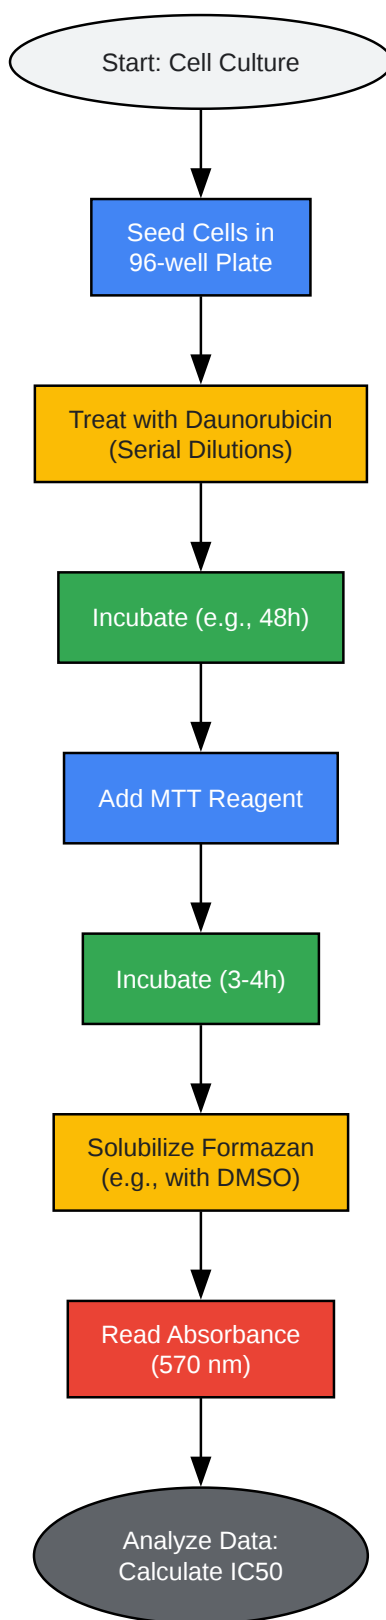 Start: Cell Culture
Seed Cells in
96-well Plate
Treat with Daunorubicin
(Serial Dilutions)
Incubate (e.g., 48h)
Add MTT Reagent
Incubate (3-4h)
Solubilize Formazan
(e.g., with DMSO)
Read Absorbance
(570 nm)
Analyze Data:
Calculate IC50